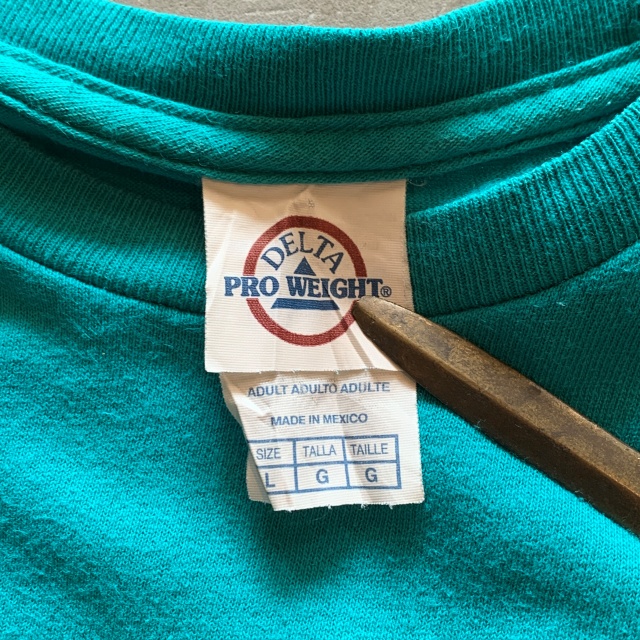 DELTA
PRO WEIGHT®
ADULT ADULTO ADULTE
MADE IN MEXICO
SIZE TALLA TAILLE
L G G